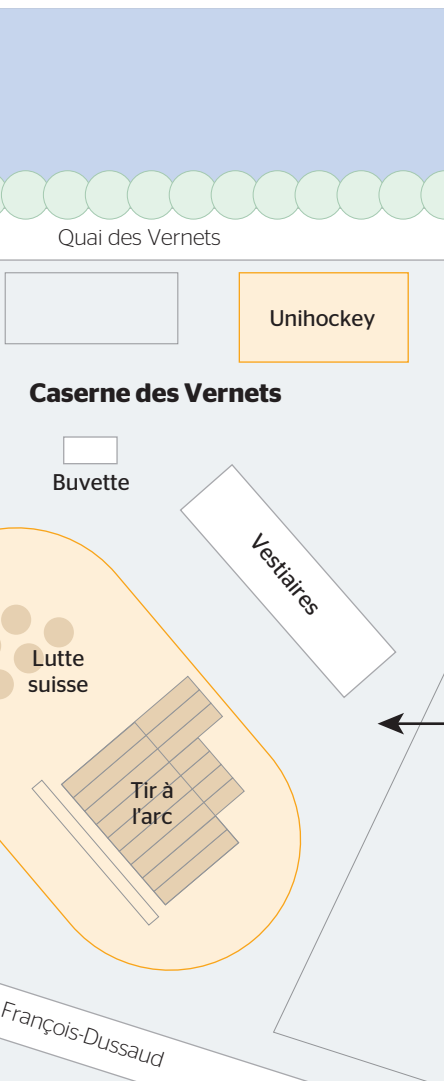 Quai des Vernets
Unihockey
Caserne des Vernets
Buvette
Vestiaires
Lutte
suisse
Tir à
l'arc
François-Dussaud